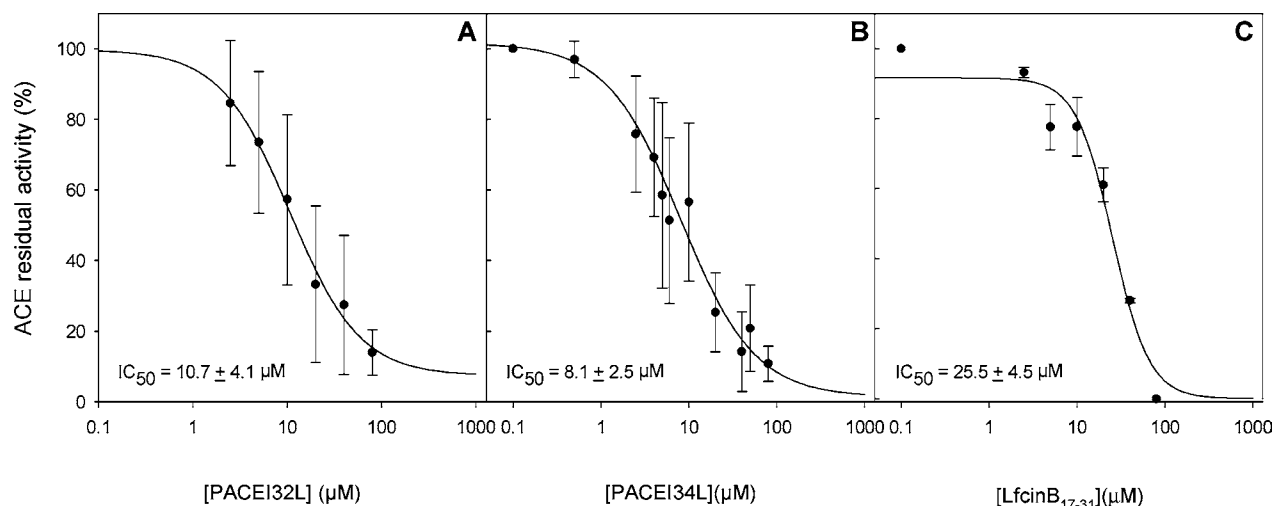 A
B
C
100
80
60
40
20
0
ACE residual activity (%)
IC50 = 10.7 ± 4.1 µM
IC50 = 8.1 ± 2.5 µM
IC50 = 25.5 ± 4.5 µM
0.1 1 10 100 1000
0.1 1 10 100 1000
0.1 1 10 100 1000
[PACEI32L] (µM)
[PACEI34L](µM)
[LfcinB17-31](µM)